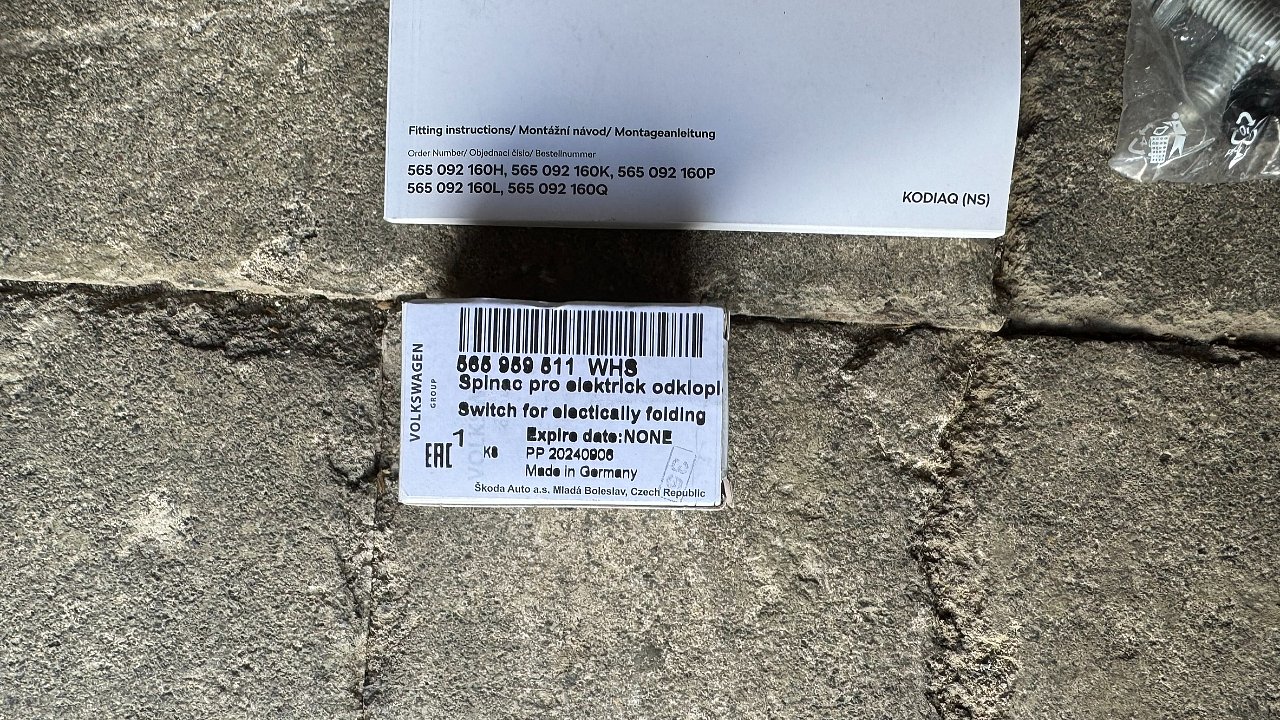 Fitting instructions/ Montážní návod/ Montageanleitung
Order Number/ Objednací číslo/ Bestellnummer
565 092 160H, 565 092 160K, 565 092 160P
565 092 160L, 565 092 160Q
KODIAQ (NS)
VOLKSWAGEN
GROUP
565 959 511 WHS
Spinac pro elektrick odklopi
Switch for electically folding
Expire date:NONE
EAC 1 K8 PP 20240906
Made in Germany
Škoda Auto a.s. Mladá Boleslav, Czech Republic